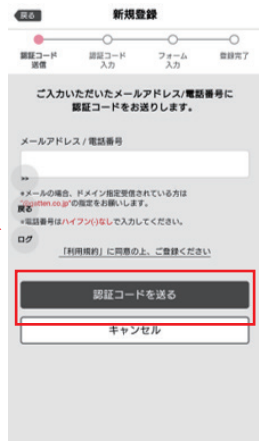 戻る
新規登録
認証コード
送信
認証コード
入力
フォーム
入力
登録完了
ご入力いただいたメールアドレス/電話番号に
認証コードをお送りします。
メールアドレス / 電話番号
»
*メールの場合、ドメイン指定受信されている方は
etten.co.jp"の指定をお願いします。
戻る
*電話番号はハイフン(-)なしで入力してください。
ログ
「利用規約」に同意の上、ご登録ください
認証コードを送る
キャンセル